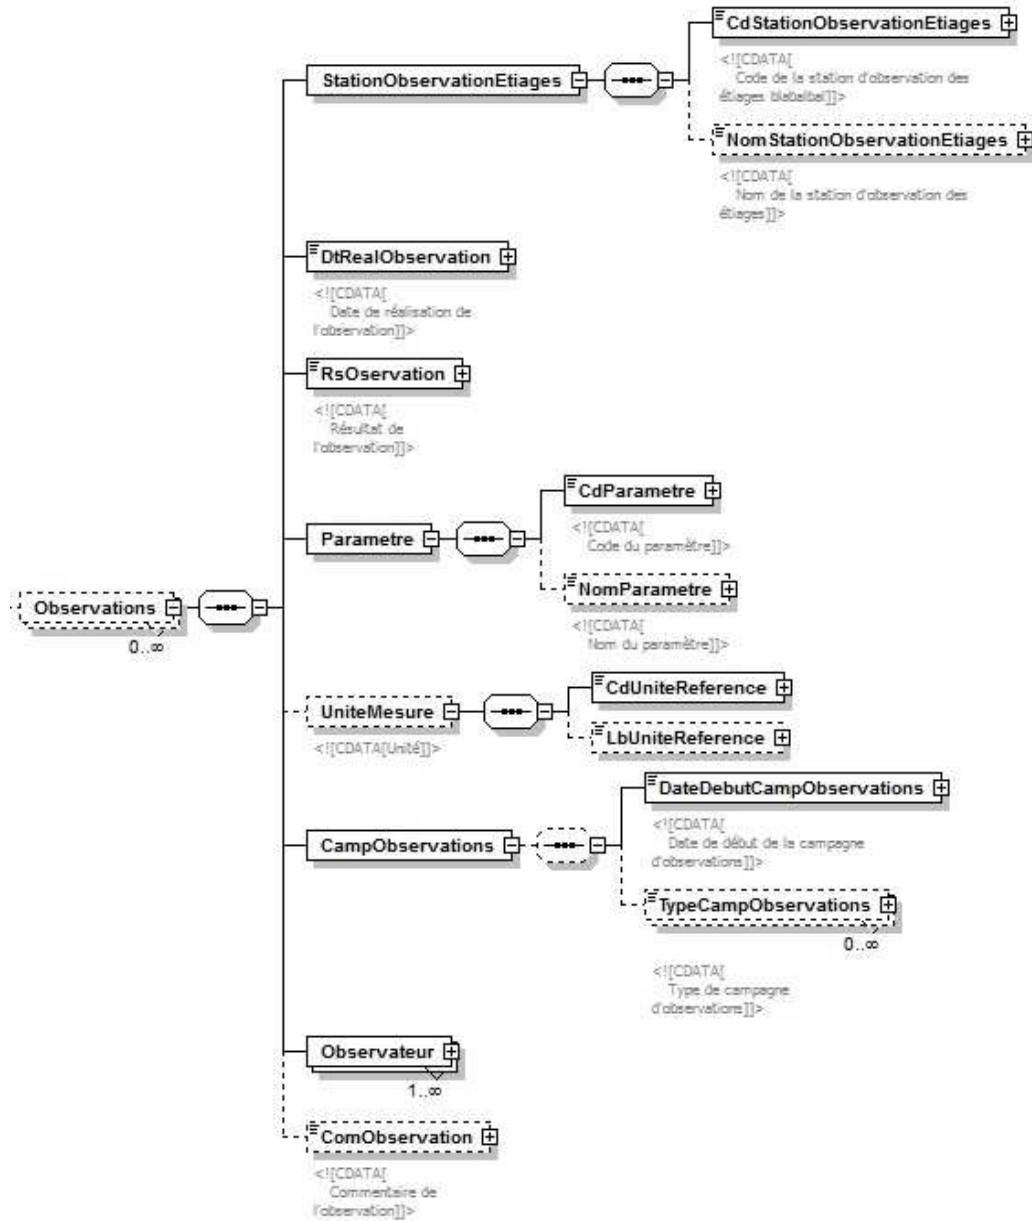 CdStationObservationEtiages
<![CDATA[
Code de la station d'observation des
étiages blabalbal]]>
StationObservationEtiages
NomStationObservationEtiages
<![CDATA[
Nom de la station d'observation des
étiages]]>
DtRealObservation
<![CDATA[
Date de réalisation de
l'observation]]>
RsOservation
<![CDATA[
Résultat de
l'observation]]>
CdParametre
<![CDATA[
Code du paramètre]]>
Parametre
NomParametre
<![CDATA[
Nom du paramètre]]>
Observations
0..∞
CdUniteReference
UniteMesure
<![CDATA[Unité]]>
LbUniteReference
DateDebutCampObservations
<![CDATA[
Date de début de la campagne
d'observations]]>
CampObservations
TypeCampObservations
0..∞
<![CDATA[
Type de campagne
d'observations]]>
Observateur
1..∞
ComObservation
<![CDATA[
Commentaire de
l'observation]]>